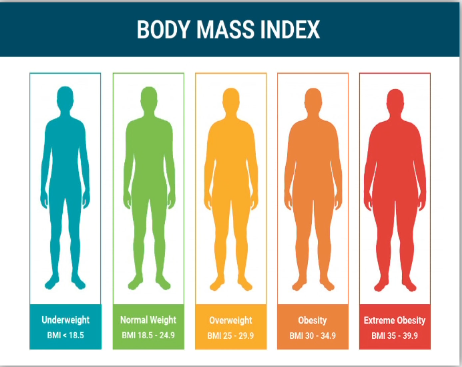 BODY MASS INDEX
Underweight
BMI < 18.5
Normal Weight
BMI 18.5 - 24.9
Overweight
BMI 25 - 29.9
Obesity
BMI 30 - 34.9
Extreme Obesity
BMI 35 - 39.9